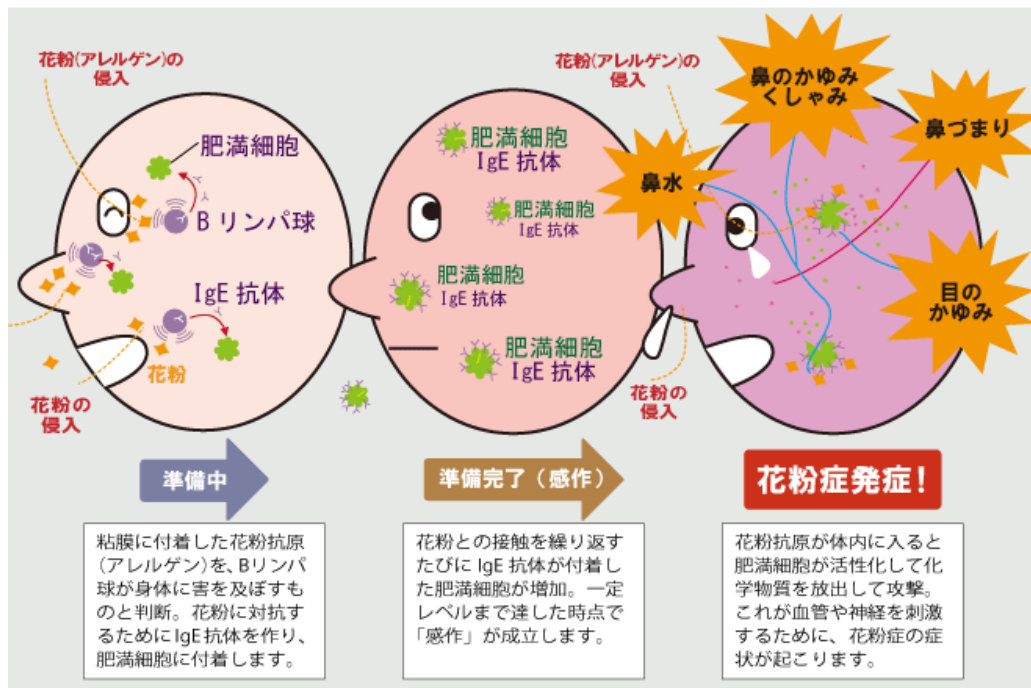 花粉(アレルゲン)の
侵入
肥満細胞
Bリンパ球
IgE 抗体
花粉
花粉の
侵入
準備中
粘膜に付着した花粉抗原
(アレルゲン)を、Bリンパ
球が身体に害を及ぼすも
のと判断。花粉に対抗す
るためにIgE抗体を作り、
肥満細胞に付着します。
肥満細胞
IgE 抗体
肥満細胞
IgE 抗体
肥満細胞
IgE 抗体
肥満細胞
IgE 抗体
準備完了(感作)
花粉との接触を繰り返す
たびに IgE 抗体が付着し
た肥満細胞が増加。一定
レベルまで達した時点で
「感作」が成立します。
花粉(アレルゲン)の
侵入
鼻のかゆみ
くしゃみ
鼻づまり
鼻水
目の
かゆみ
花粉の
侵入
花粉症発症!
花粉抗原が体内に入ると
肥満細胞が活性化して化
学物質を放出して攻撃。
これが血管や神経を刺激
するために、花粉症の症
状が起こります。